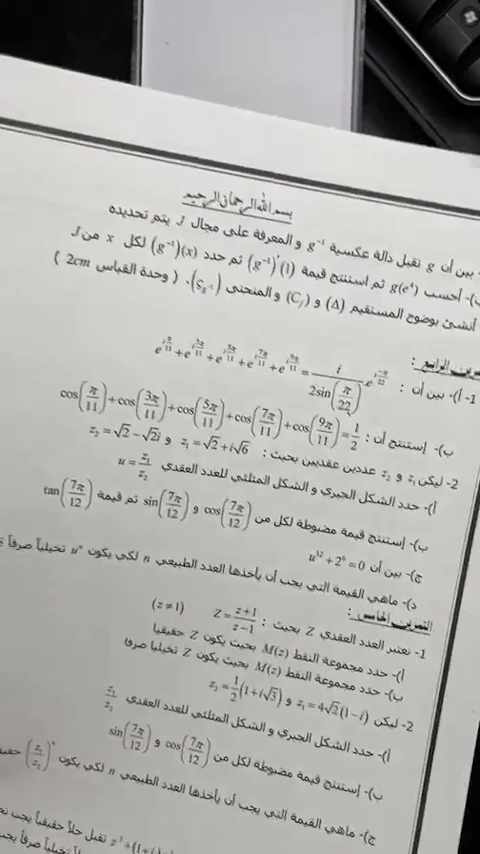 بسم الله الرحمان الرحيم
بين أن g تقبل دالة عكسية g⁻¹ و المعرفة على مجال J يتم تحديده
ب)- أحسب g(e⁴) ثم استنتج قيمة (g⁻¹)'(1) ثم حدد (g⁻¹)(x) لكل x من J
أنشئ بوضوح المستقيم (Δ) و (C_f) و المنحنى (C_{g⁻¹}). ( وحدة القياس 2cm )
التمرين الرابع :
1- أ)- بين أن : e^{iπ/11}+e^{i3π/11}+e^{i5π/11}+e^{i7π/11}+e^{i9π/11} = i/(2sin(π/22)) . e^{-iπ/22}
ب)- إستنتج أن : cos(π/11)+cos(3π/11)+cos(5π/11)+cos(7π/11)+cos(9π/11)=1/2
2- ليكن z₁ و z₂ عددين عقديين بحيث : z₁=√2+i√6 و z₂=√2-√2i
أ)- حدد الشكل الجبري و الشكل المثلثي للعدد العقدي u=z₁/z₂
ب)- إستنتج قيمة مضبوطة لكل من cos(7π/12) و sin(7π/12) ثم قيمة tan(7π/12)
ج)- بين أن u¹²+2⁶=0
د)- ماهي القيمة التي يجب أن يأخذها العدد الطبيعي n لكي يكون uⁿ تخيلياً صرفاً
التمرين الخامس :
1- نعتبر العدد العقدي Z بحيث : Z=(z+1)/(z-1) (z≠1)
أ)- حدد مجموعة النقط M(z) بحيث يكون Z حقيقيا
ب)- حدد مجموعة النقط M(z) بحيث يكون Z تخيليا صرفا
2- ليكن z₁=4√2(1-i) و z₂=1/2(1+i√3)
أ)- حدد الشكل الجبري و الشكل المثلثي للعدد العقدي z₁/z₂
ب)- إستنتج قيمة مضبوطة لكل من cos(7π/12) و sin(7π/12)
ج)- ماهي القيمة التي يجب أن يأخذها العدد الطبيعي n لكي يكون (z₁/z₂)ⁿ
تقبل حلاً حقيقياً يجب
تخيلياً صرفاً يجب